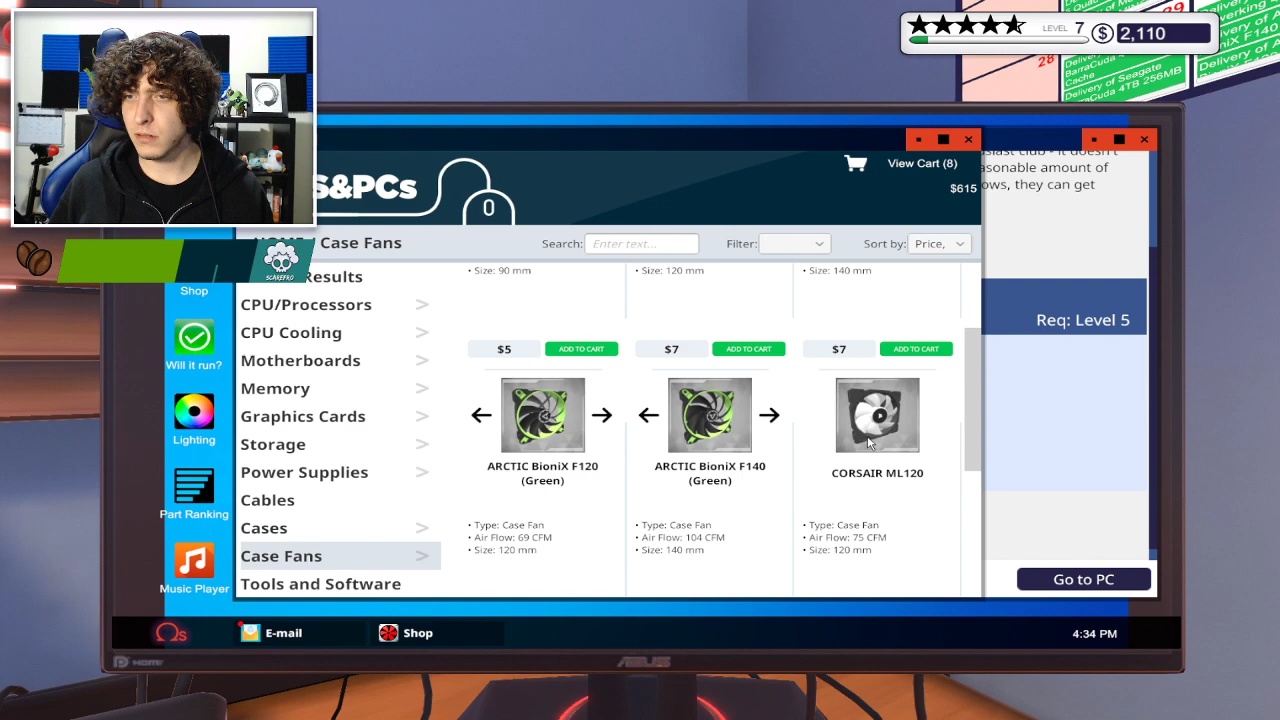 LEVEL 7 $ 2,110
29
28
Delivery of Seagate
BarraCuda 4TB 256MB
Cache
BarraCuda 4
View Cart (8)
$615
S&PCs
asonable amount of
ows, they can get
Case Fans
Search: Enter text...
Filter:
Sort by: Price,
SCAREPRO
Shop
Will it run?
Lighting
Part Ranking
Music Player
Results
CPU/Processors >
CPU Cooling >
Motherboards >
Memory >
Graphics Cards >
Storage >
Power Supplies >
Cables
Cases >
Case Fans >
Tools and Software
• Size: 90 mm
• Size: 120 mm
• Size: 140 mm
$5 ADD TO CART
$7 ADD TO CART
$7 ADD TO CART
ARCTIC BioniX F120
(Green)
• Type: Case Fan
• Air Flow: 69 CFM
• Size: 120 mm
ARCTIC BioniX F140
(Green)
• Type: Case Fan
• Air Flow: 104 CFM
• Size: 140 mm
CORSAIR ML120
• Type: Case Fan
• Air Flow: 75 CFM
• Size: 120 mm
Req: Level 5
Go to PC
Ωs
E-mail
Shop
4:34 PM
HDMI
ASUS